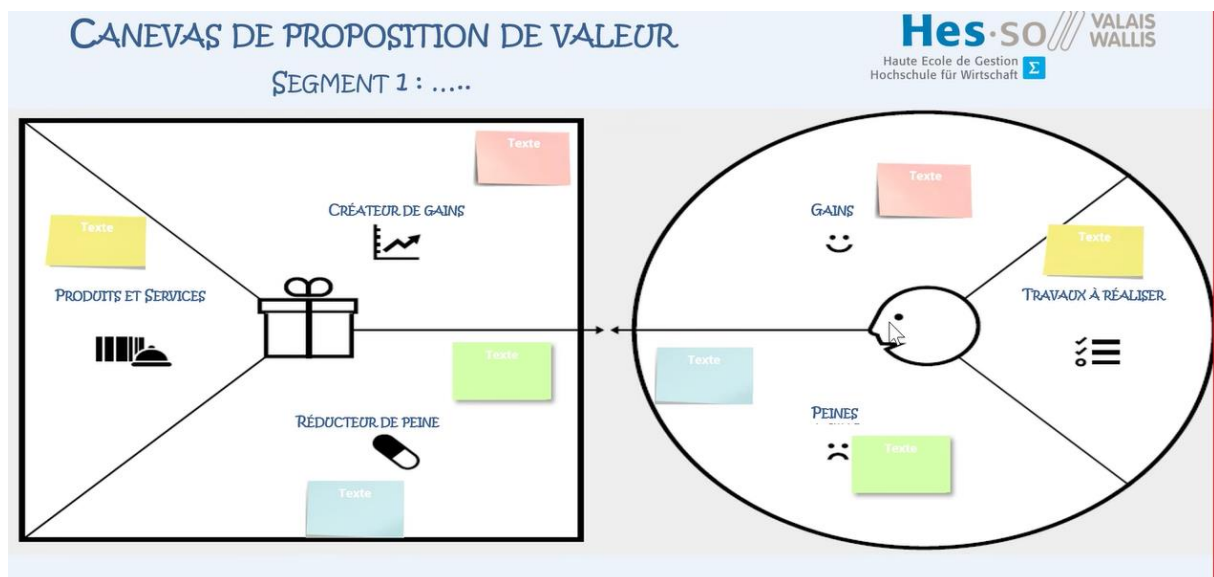 CANEVAS DE PROPOSITION DE VALEUR
SEGMENT 1 : .....
Hes·so VALAIS
WALLIS
Haute Ecole de Gestion
Hochschule für Wirtschaft
Σ
Texte
CRÉATEUR DE GAINS
Texte
PRODUITS ET SERVICES
Texte
RÉDUCTEUR DE PEINE
Texte
Texte
GAINS
Texte
TRAVAUX À RÉALISER
Texte
PEINES
Texte